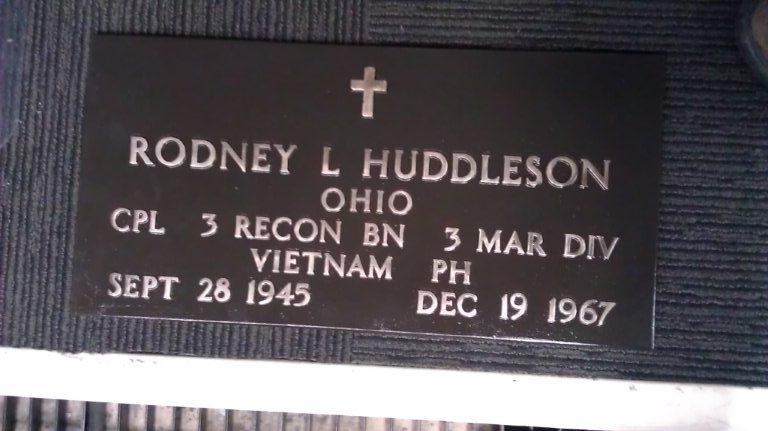 RODNEY L HUDDLESON
OHIO
CPL 3 RECON BN 3 MAR DIV
VIETNAM PH
SEPT 28 1945 DEC 19 1967